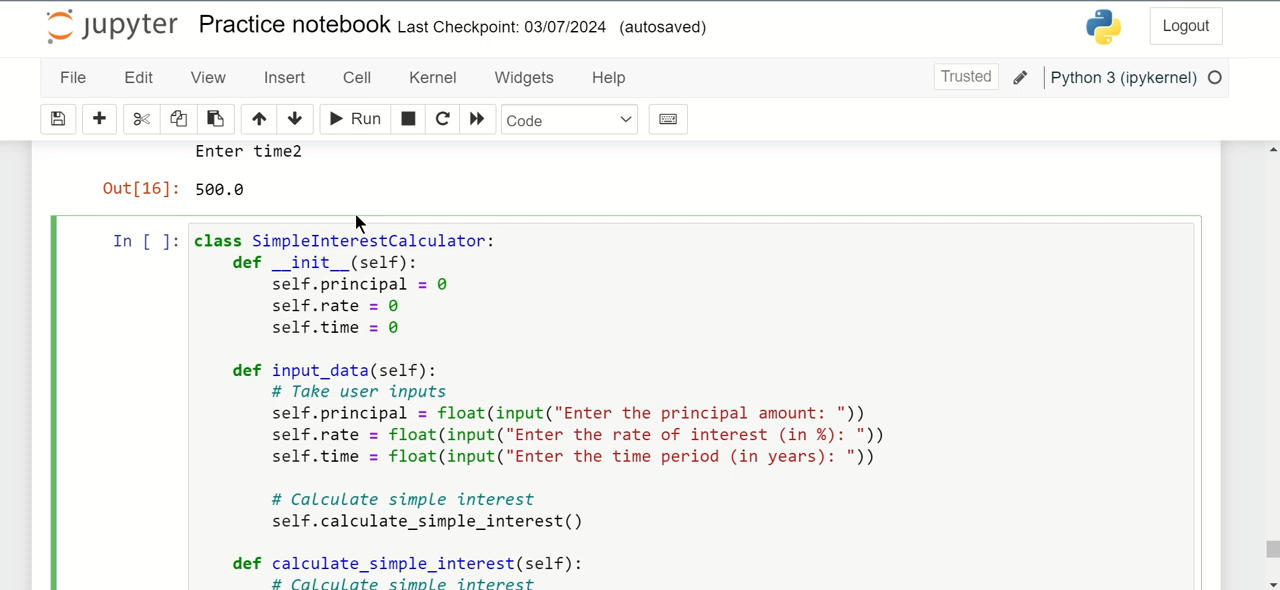 jupyter Practice notebook Last Checkpoint: 03/07/2024 (autosaved) Logout
File Edit View Insert Cell Kernel Widgets Help Trusted Python 3 (ipykernel)
Run Code
Enter time2
Out[16]: 500.0
In [ ]: class SimpleInterestCalculator:
    def __init__(self):
        self.principal = 0
        self.rate = 0
        self.time = 0
    def input_data(self):
        # Take user inputs
        self.principal = float(input("Enter the principal amount: "))
        self.rate = float(input("Enter the rate of interest (in %): "))
        self.time = float(input("Enter the time period (in years): "))
        # Calculate simple interest
        self.calculate_simple_interest()
    def calculate_simple_interest(self):
        # Calculate simple interest